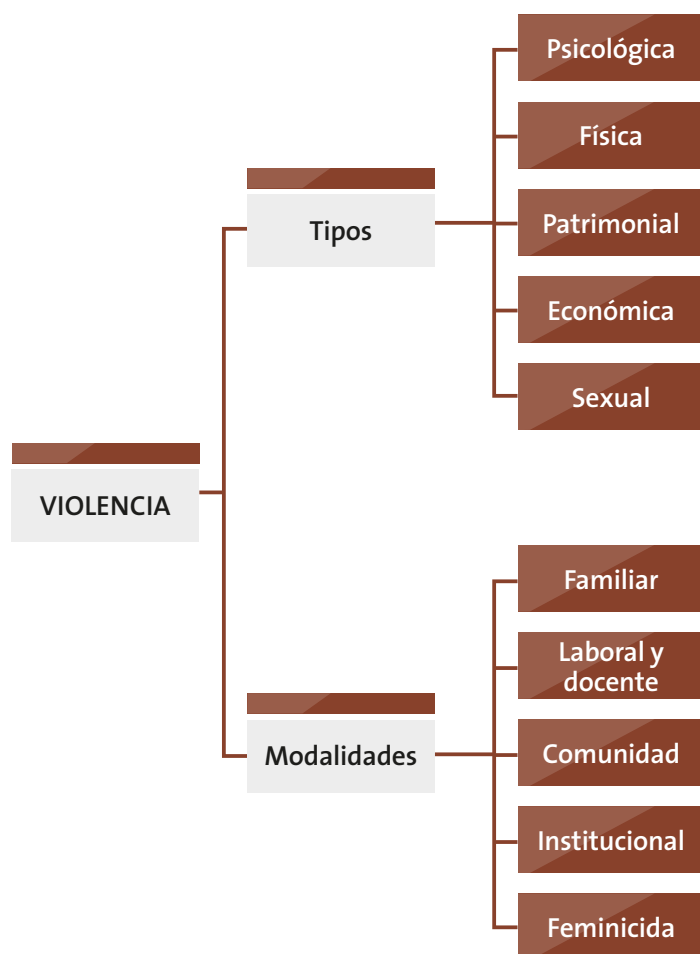 VIOLENCIA
Tipos
Psicológica
Física
Patrimonial
Económica
Sexual
Modalidades
Familiar
Laboral y
docente
Comunidad
Institucional
Feminicida